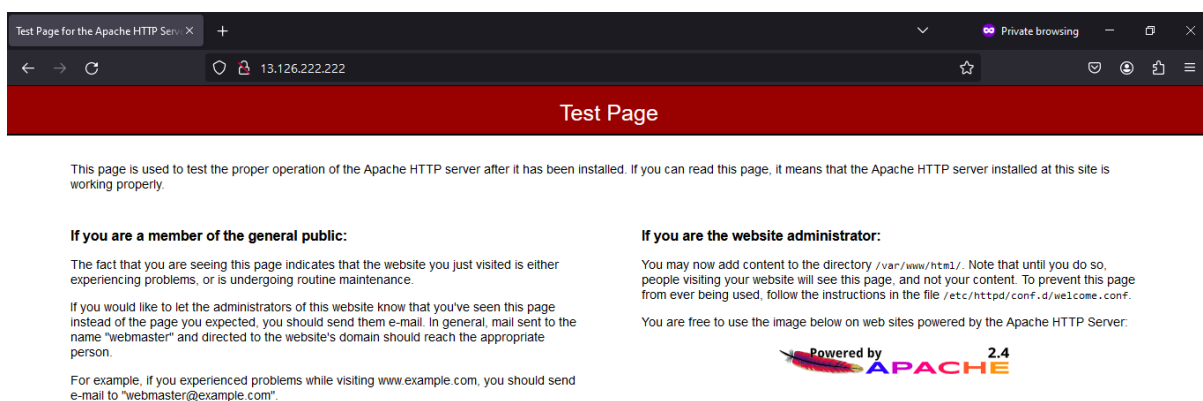 Test Page for the Apache HTTP Serv
Private browsing
13.126.222.222
Test Page
This page is used to test the proper operation of the Apache HTTP server after it has been installed. If you can read this page, it means that the Apache HTTP server installed at this site is
working properly.
If you are a member of the general public:
The fact that you are seeing this page indicates that the website you just visited is either
experiencing problems, or is undergoing routine maintenance.
If you would like to let the administrators of this website know that you've seen this page
instead of the page you expected, you should send them e-mail. In general, mail sent to the
name "webmaster" and directed to the website's domain should reach the appropriate
person.
For example, if you experienced problems while visiting www.example.com, you should send
e-mail to "webmaster@example.com".
If you are the website administrator:
You may now add content to the directory /var/www/html/. Note that until you do so,
people visiting your website will see this page, and not your content. To prevent this page
from ever being used, follow the instructions in the file /etc/httpd/conf.d/welcome.conf.
You are free to use the image below on web sites powered by the Apache HTTP Server:
Powered by 2.4
APACHE